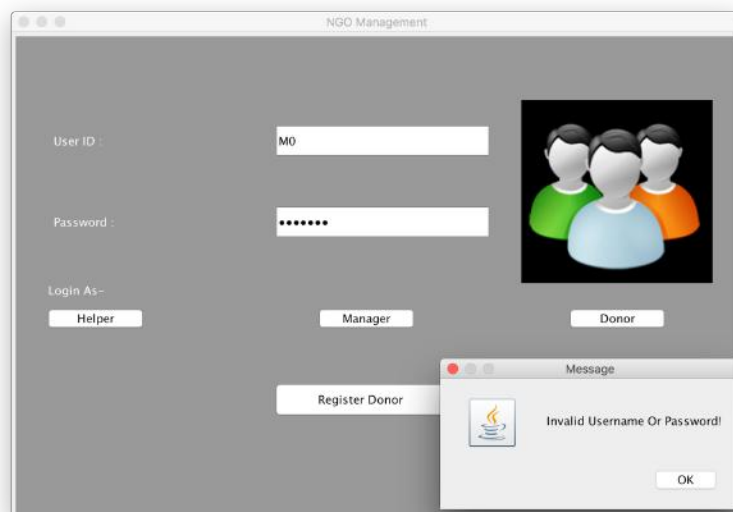 NGO Management
User ID :
M0
Password :
•••••••
Login As-
Helper
Manager
Donor
Register Donor
Message
Invalid Username Or Password!
OK